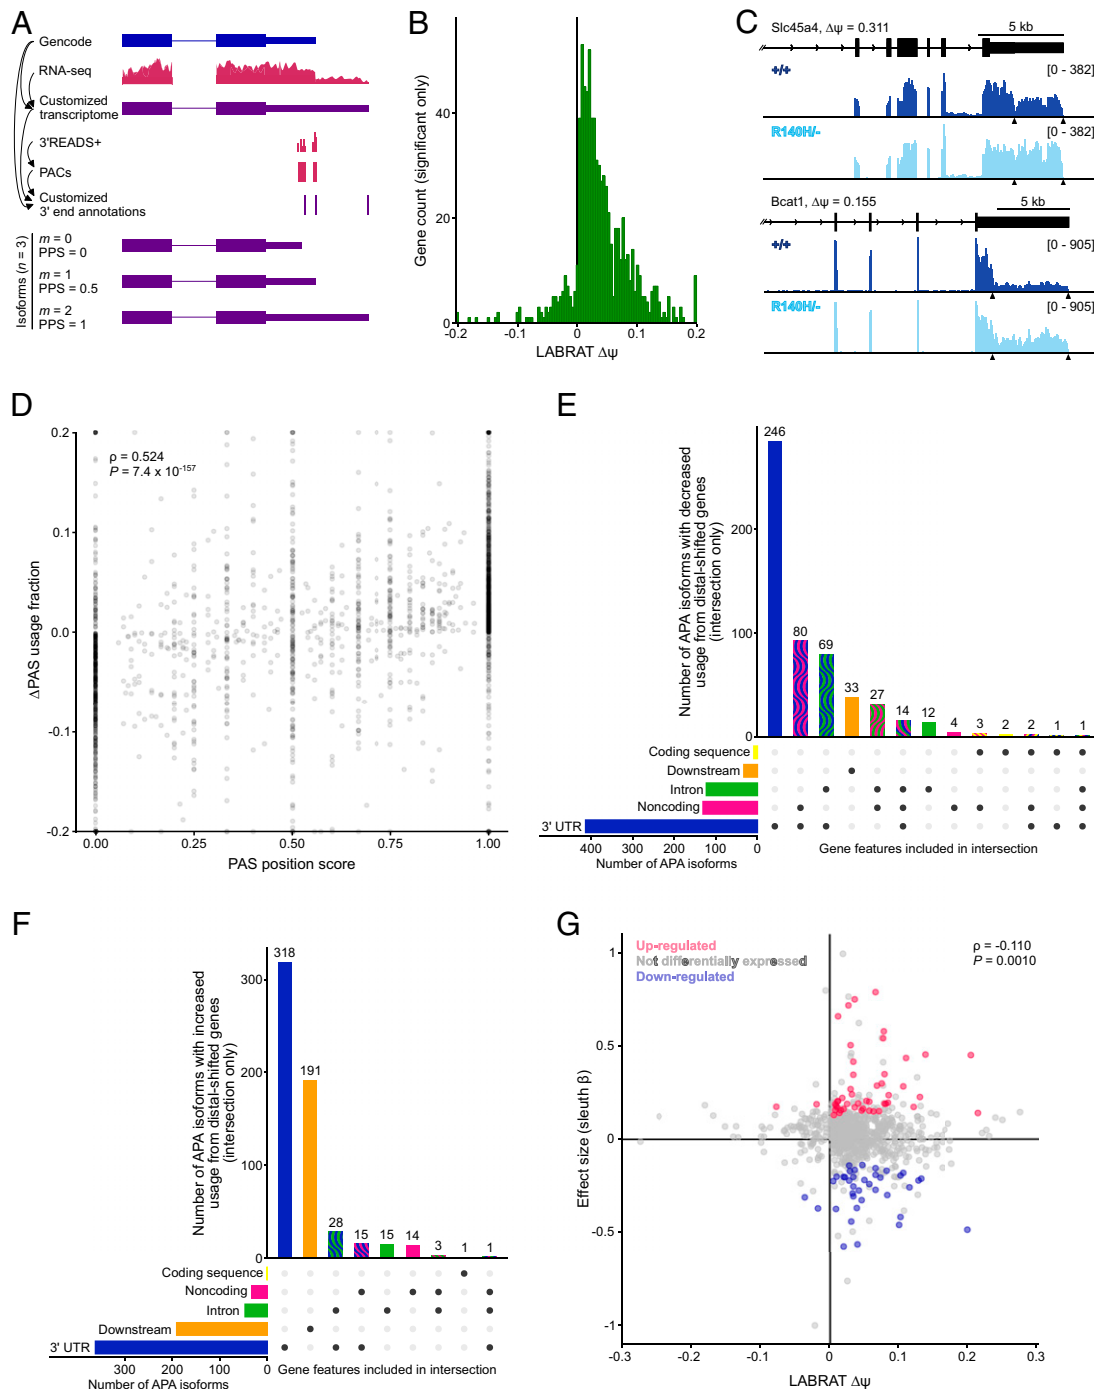 A
Gencode
RNA-seq
Customized
transcriptome
3'READS+
PACs
Customized
3' end annotations
Isoforms (n = 3)
m = 0
PPS = 0
m = 1
PPS = 0.5
m = 2
PPS = 1
B
Gene count (significant only)
40
20
0
-0.2
-0.1
0
0.1
0.2
LABRAT Δψ
C
Slc45a4, Δψ = 0.311
5 kb
+/+
[0 - 382]
R140H/-
[0 - 382]
Bcat1, Δψ = 0.155
5 kb
+/+
[0 - 905]
R140H/-
[0 - 905]
D
ΔPAS usage fraction
0.2
0.1
0.0
-0.1
-0.2
ρ = 0.524
P = 7.4 x 10-157
0.00
0.25
0.50
0.75
1.00
PAS position score
E
Number of APA isoforms with decreased
usage from distal-shifted genes
(intersection only)
200
100
0
246
80
69
33
27
14
12
4
3
2
2
1
1
Coding sequence
Downstream
Intron
Noncoding
3' UTR
400 300 200 100 0
Number of APA isoforms
Gene features included in intersection
F
Number of APA isoforms with increased
usage from distal-shifted genes
(intersection only)
300
200
100
0
318
191
28
15
15
14
3
1
1
Coding sequence
Noncoding
Intron
Downstream
3' UTR
300 200 100 0
Number of APA isoforms
Gene features included in intersection
G
Up-regulated
Not differentially expressed
Down-regulated
ρ = -0.110
P = 0.0010
Effect size (sleuth β)
1
0.5
0
-0.5
-1
-0.3
-0.2
-0.1
0
0.1
0.2
0.3
LABRAT Δψ